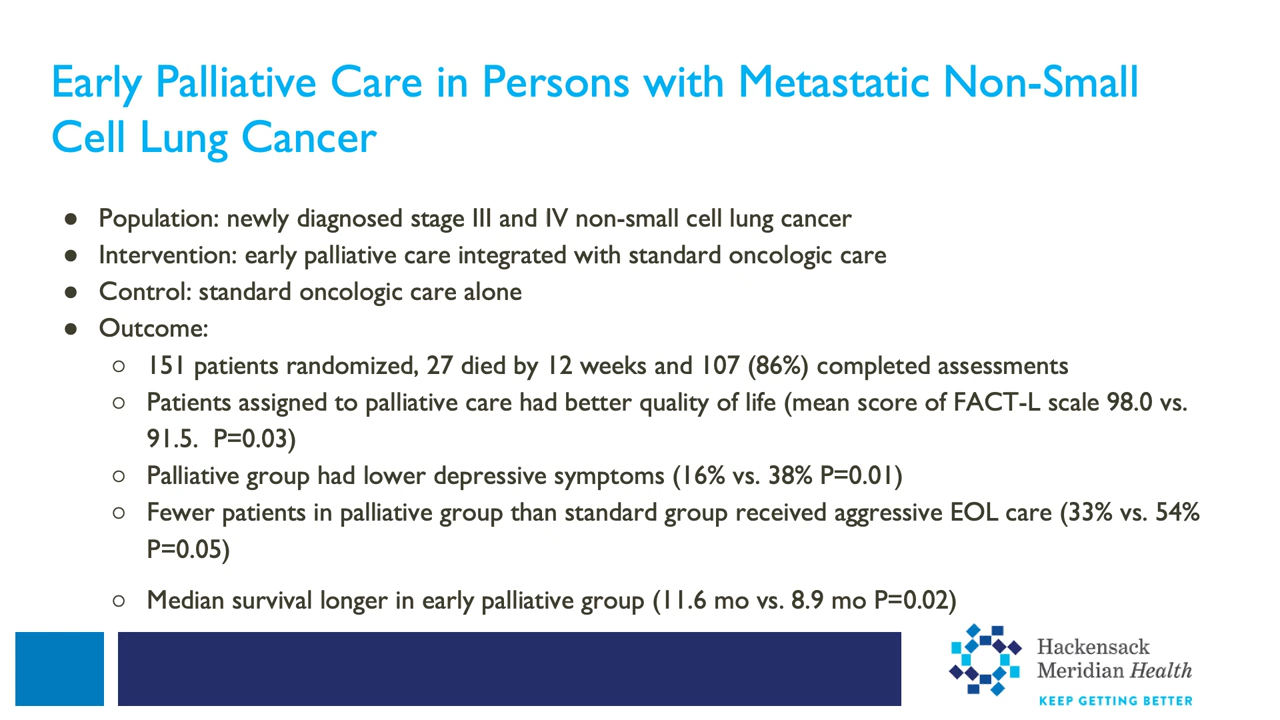 Early Palliative Care in Persons with Metastatic Non-Small
Cell Lung Cancer
● Population: newly diagnosed stage III and IV non-small cell lung cancer
● Intervention: early palliative care integrated with standard oncologic care
● Control: standard oncologic care alone
● Outcome:
○ 151 patients randomized, 27 died by 12 weeks and 107 (86%) completed assessments
○ Patients assigned to palliative care had better quality of life (mean score of FACT-L scale 98.0 vs.
91.5.  P=0.03)
○ Palliative group had lower depressive symptoms (16% vs. 38% P=0.01)
○ Fewer patients in palliative group than standard group received aggressive EOL care (33% vs. 54%
P=0.05)
○ Median survival longer in early palliative group (11.6 mo vs. 8.9 mo P=0.02)
Hackensack
Meridian Health
KEEP GETTING BETTER